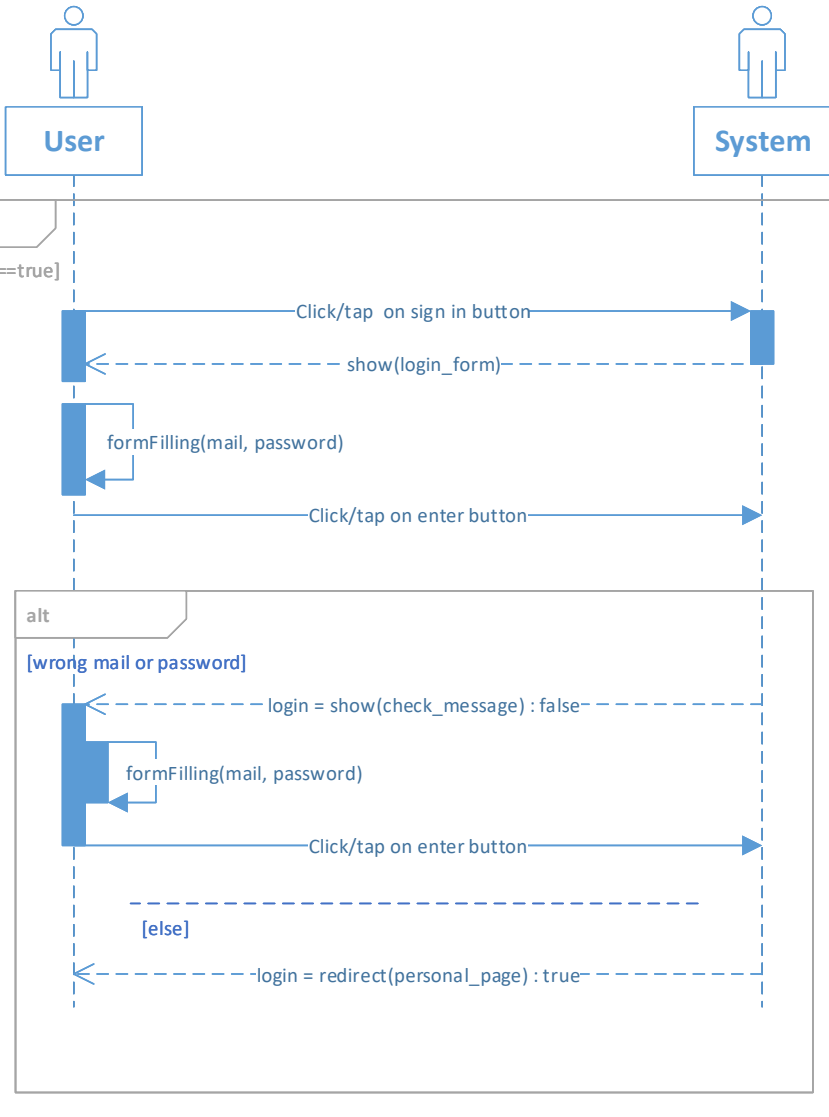 User
System
==true]
Click/tap on sign in button
show(login_form)
formFilling(mail, password)
Click/tap on enter button
alt
[wrong mail or password]
login = show(check_message) : false
formFilling(mail, password)
Click/tap on enter button
[else]
login = redirect(personal_page) : true